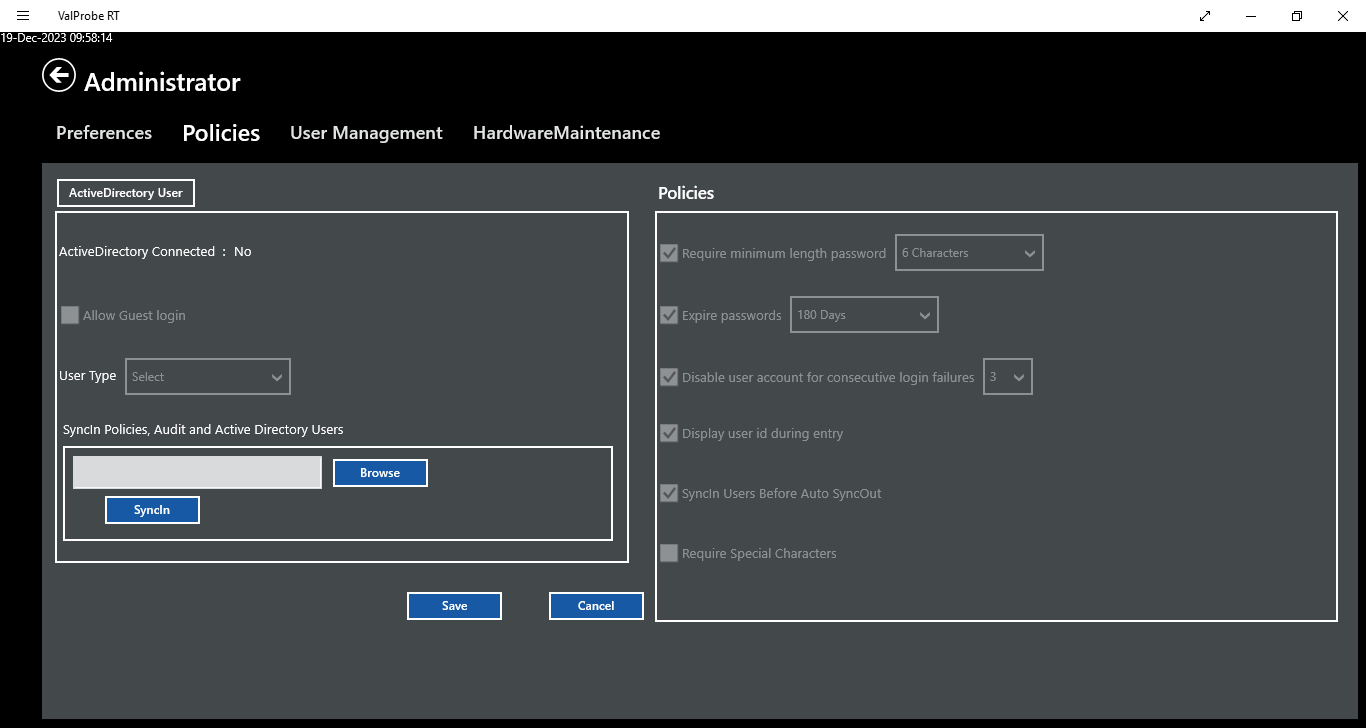 ValProbe RT
19-Dec-2023 09:58:14
Administrator
Preferences Policies User Management HardwareMaintenance
ActiveDirectory User
ActiveDirectory Connected : No
Allow Guest login
User Type Select
SyncIn Policies, Audit and Active Directory Users
Browse
SyncIn
Save Cancel
Policies
Require minimum length password 6 Characters
Expire passwords 180 Days
Disable user account for consecutive login failures 3
Display user id during entry
SyncIn Users Before Auto SyncOut
Require Special Characters